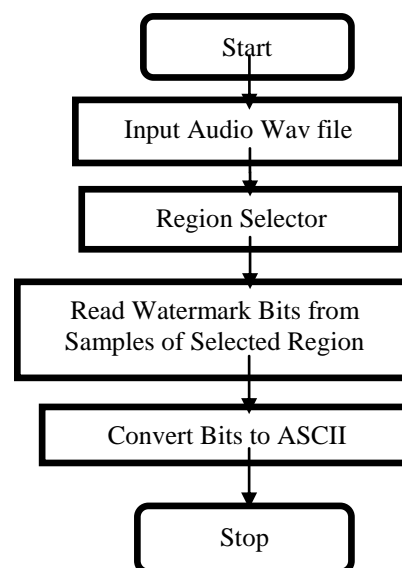 Start
Input Audio Wav file
Region Selector
Read Watermark Bits from
Samples of Selected Region
Convert Bits to ASCII
Stop